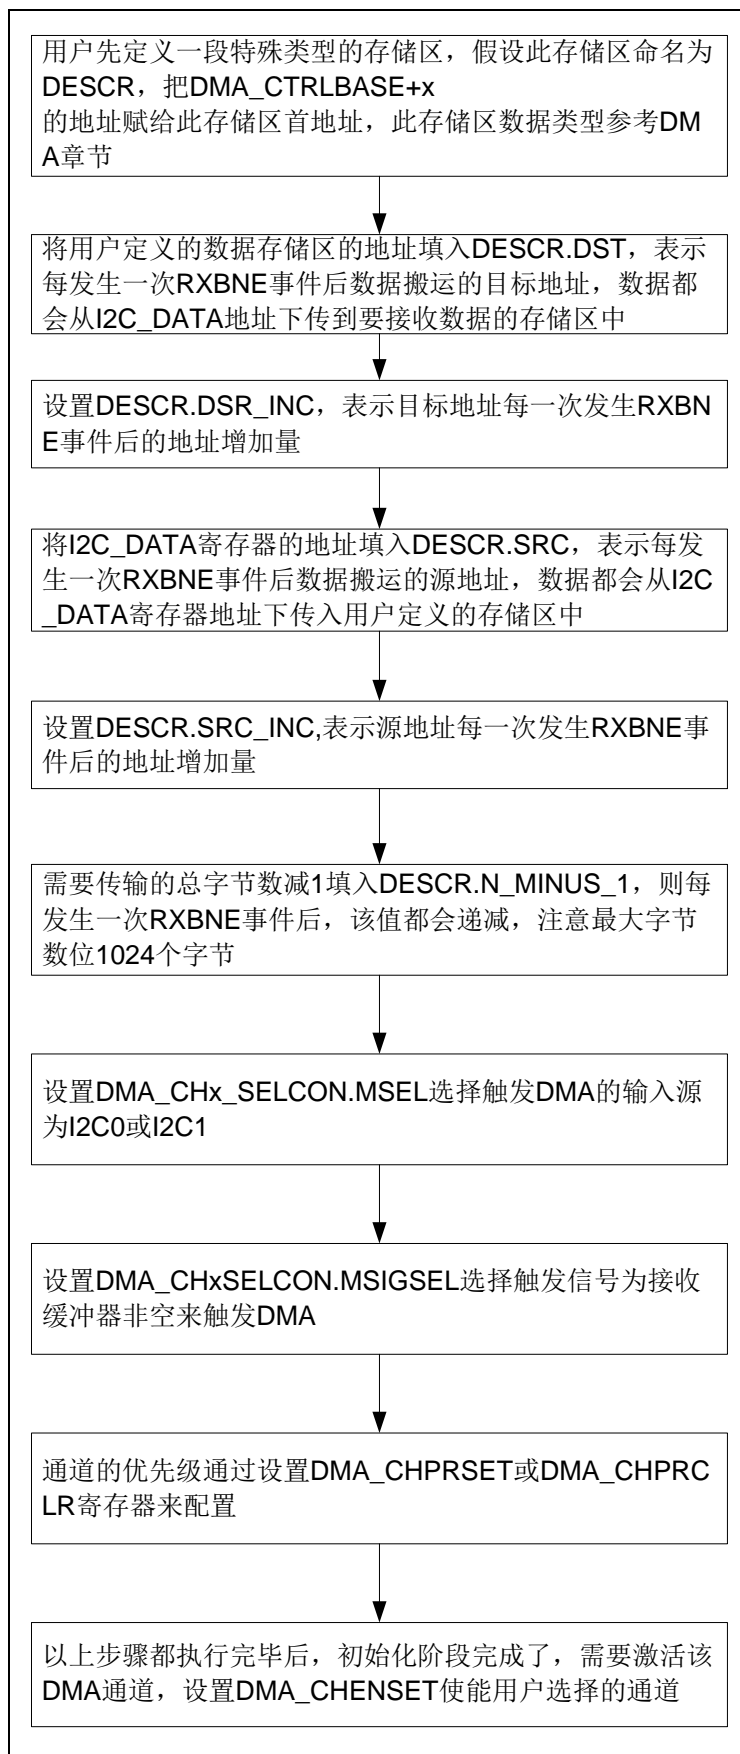 用户先定义一段特殊类型的存储区，假设此存储区命名为
DESCR，把DMA_CTRLBASE+x
的地址赋给此存储区首地址，此存储区数据类型参考DM
A章节
将用户定义的数据存储区的地址填入DESCR.DST，表示
每发生一次RXBNE事件后数据搬运的目标地址，数据都
会从I2C_DATA地址下传到要接收数据的存储区中
设置DESCR.DSR_INC，表示目标地址每一次发生RXBN
E事件后的地址增加量
将I2C_DATA寄存器的地址填入DESCR.SRC，表示每发
生一次RXBNE事件后数据搬运的源地址，数据都会从I2C
_DATA寄存器地址下传入用户定义的存储区中
设置DESCR.SRC_INC,表示源地址每一次发生RXBNE事
件后的地址增加量
需要传输的总字节数减1填入DESCR.N_MINUS_1，则每
发生一次RXBNE事件后，该值都会递减，注意最大字节
数位1024个字节
设置DMA_CHx_SELCON.MSEL选择触发DMA的输入源
为I2C0或I2C1
设置DMA_CHxSELCON.MSIGSEL选择触发信号为接收
缓冲器非空来触发DMA
通道的优先级通过设置DMA_CHPRSET或DMA_CHPRC
LR寄存器来配置
以上步骤都执行完毕后，初始化阶段完成了，需要激活该
DMA通道，设置DMA_CHENSET使能用户选择的通道